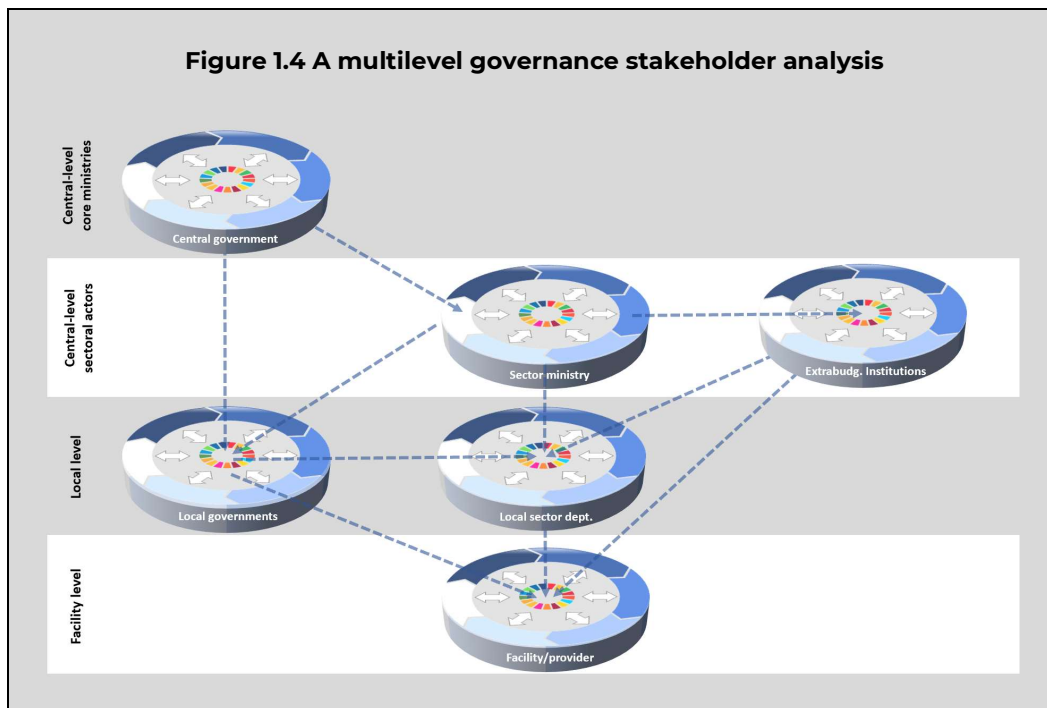 Figure 1.4 A multilevel governance stakeholder analysis
Central-level
core ministries
Central government
Central-level
sectoral actors
Sector ministry
Extrabudg. Institutions
Local level
Local governments
Local sector dept.
Facility level
Facility/provider